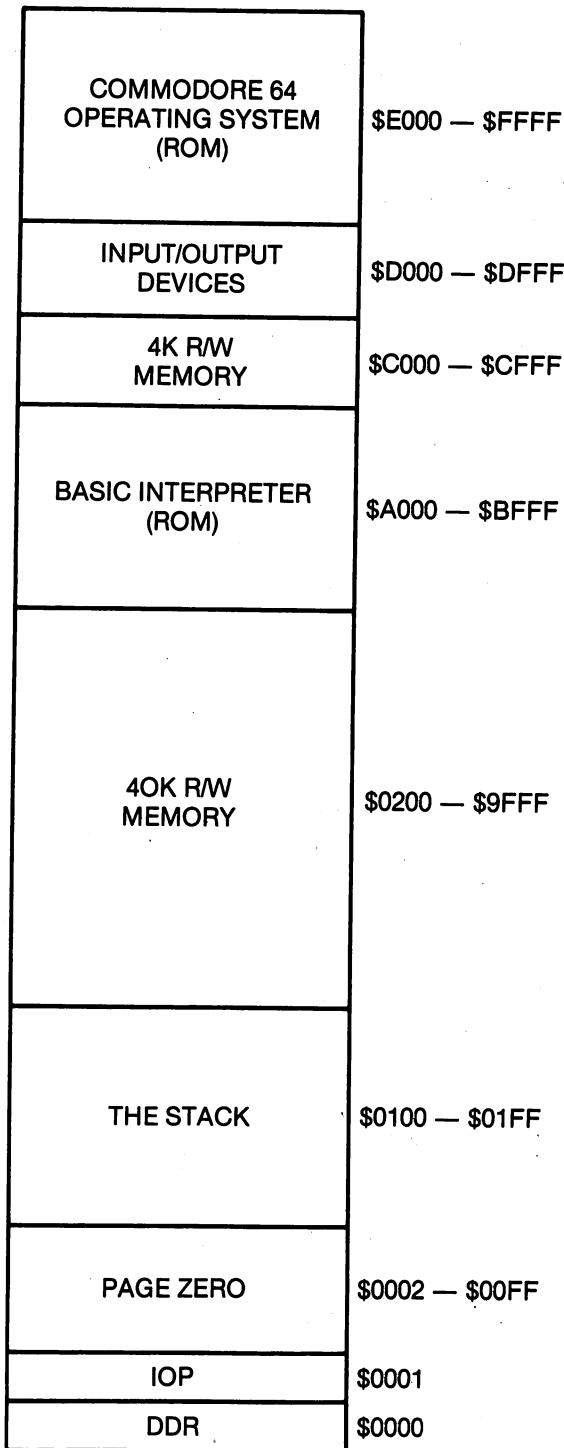 COMMODORE 64
OPERATING SYSTEM
(ROM)
$E000 — $FFFF
INPUT/OUTPUT
DEVICES
$D000 — $DFFF
4K R/W
MEMORY
$C000 — $CFFF
BASIC INTERPRETER
(ROM)
$A000 — $BFFF
4OK R/W
MEMORY
$0200 — $9FFF
THE STACK
$0100 — $01FF
PAGE ZERO
$0002 — $00FF
IOP
$0001
DDR
$0000